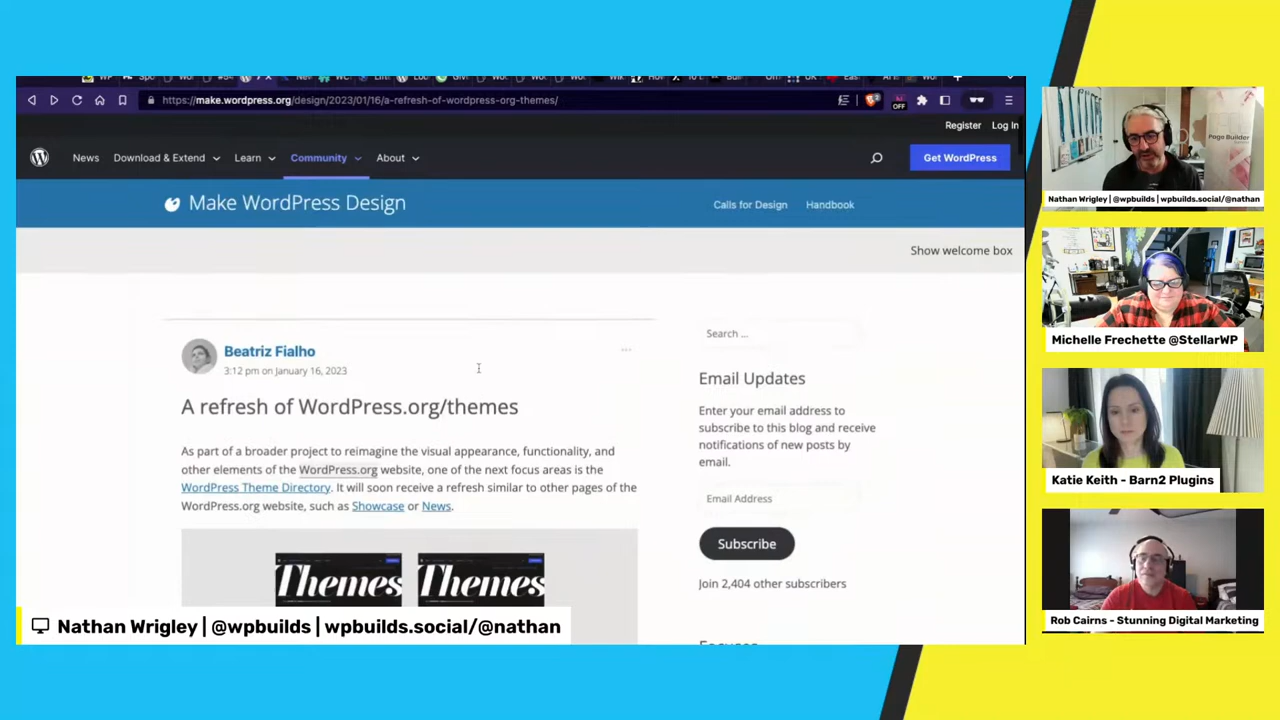 https://make.wordpress.org/design/2023/01/16/a-refresh-of-wordpress-org-themes/
OFF
Register Log In
News Download & Extend Learn Community About
Get WordPress
Make WordPress Design
Calls for Design Handbook
Show welcome box
Beatriz Fialho
3:12 pm on January 16, 2023
A refresh of WordPress.org/themes
As part of a broader project to reimagine the visual appearance, functionality, and
other elements of the WordPress.org website, one of the next focus areas is the
WordPress Theme Directory. It will soon receive a refresh similar to other pages of the
WordPress.org website, such as Showcase or News.
Themes Themes
Search ...
Email Updates
Enter your email address to
subscribe to this blog and receive
notifications of new posts by
email.
Email Address
Subscribe
Join 2,404 other subscribers
Nathan Wrigley | @wpbuilds | wpbuilds.social/@nathan
Page Builder
Nathan Wrigley | @wpbuilds | wpbuilds.social/@nathan
Michelle Frechette @StellarWP
Katie Keith - Barn2 Plugins
Rob Cairns - Stunning Digital Marketing